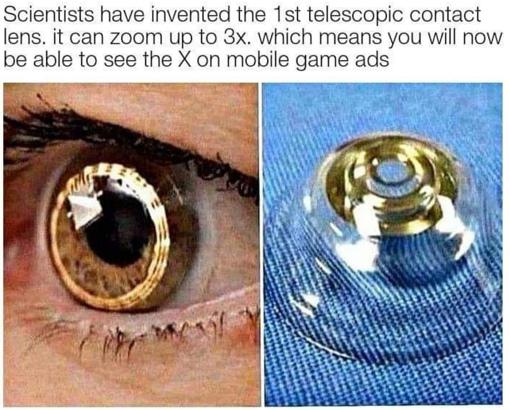 Scientists have invented the 1st telescopic contact
lens. it can zoom up to 3x. which means you will now
be able to see the X on mobile game ads